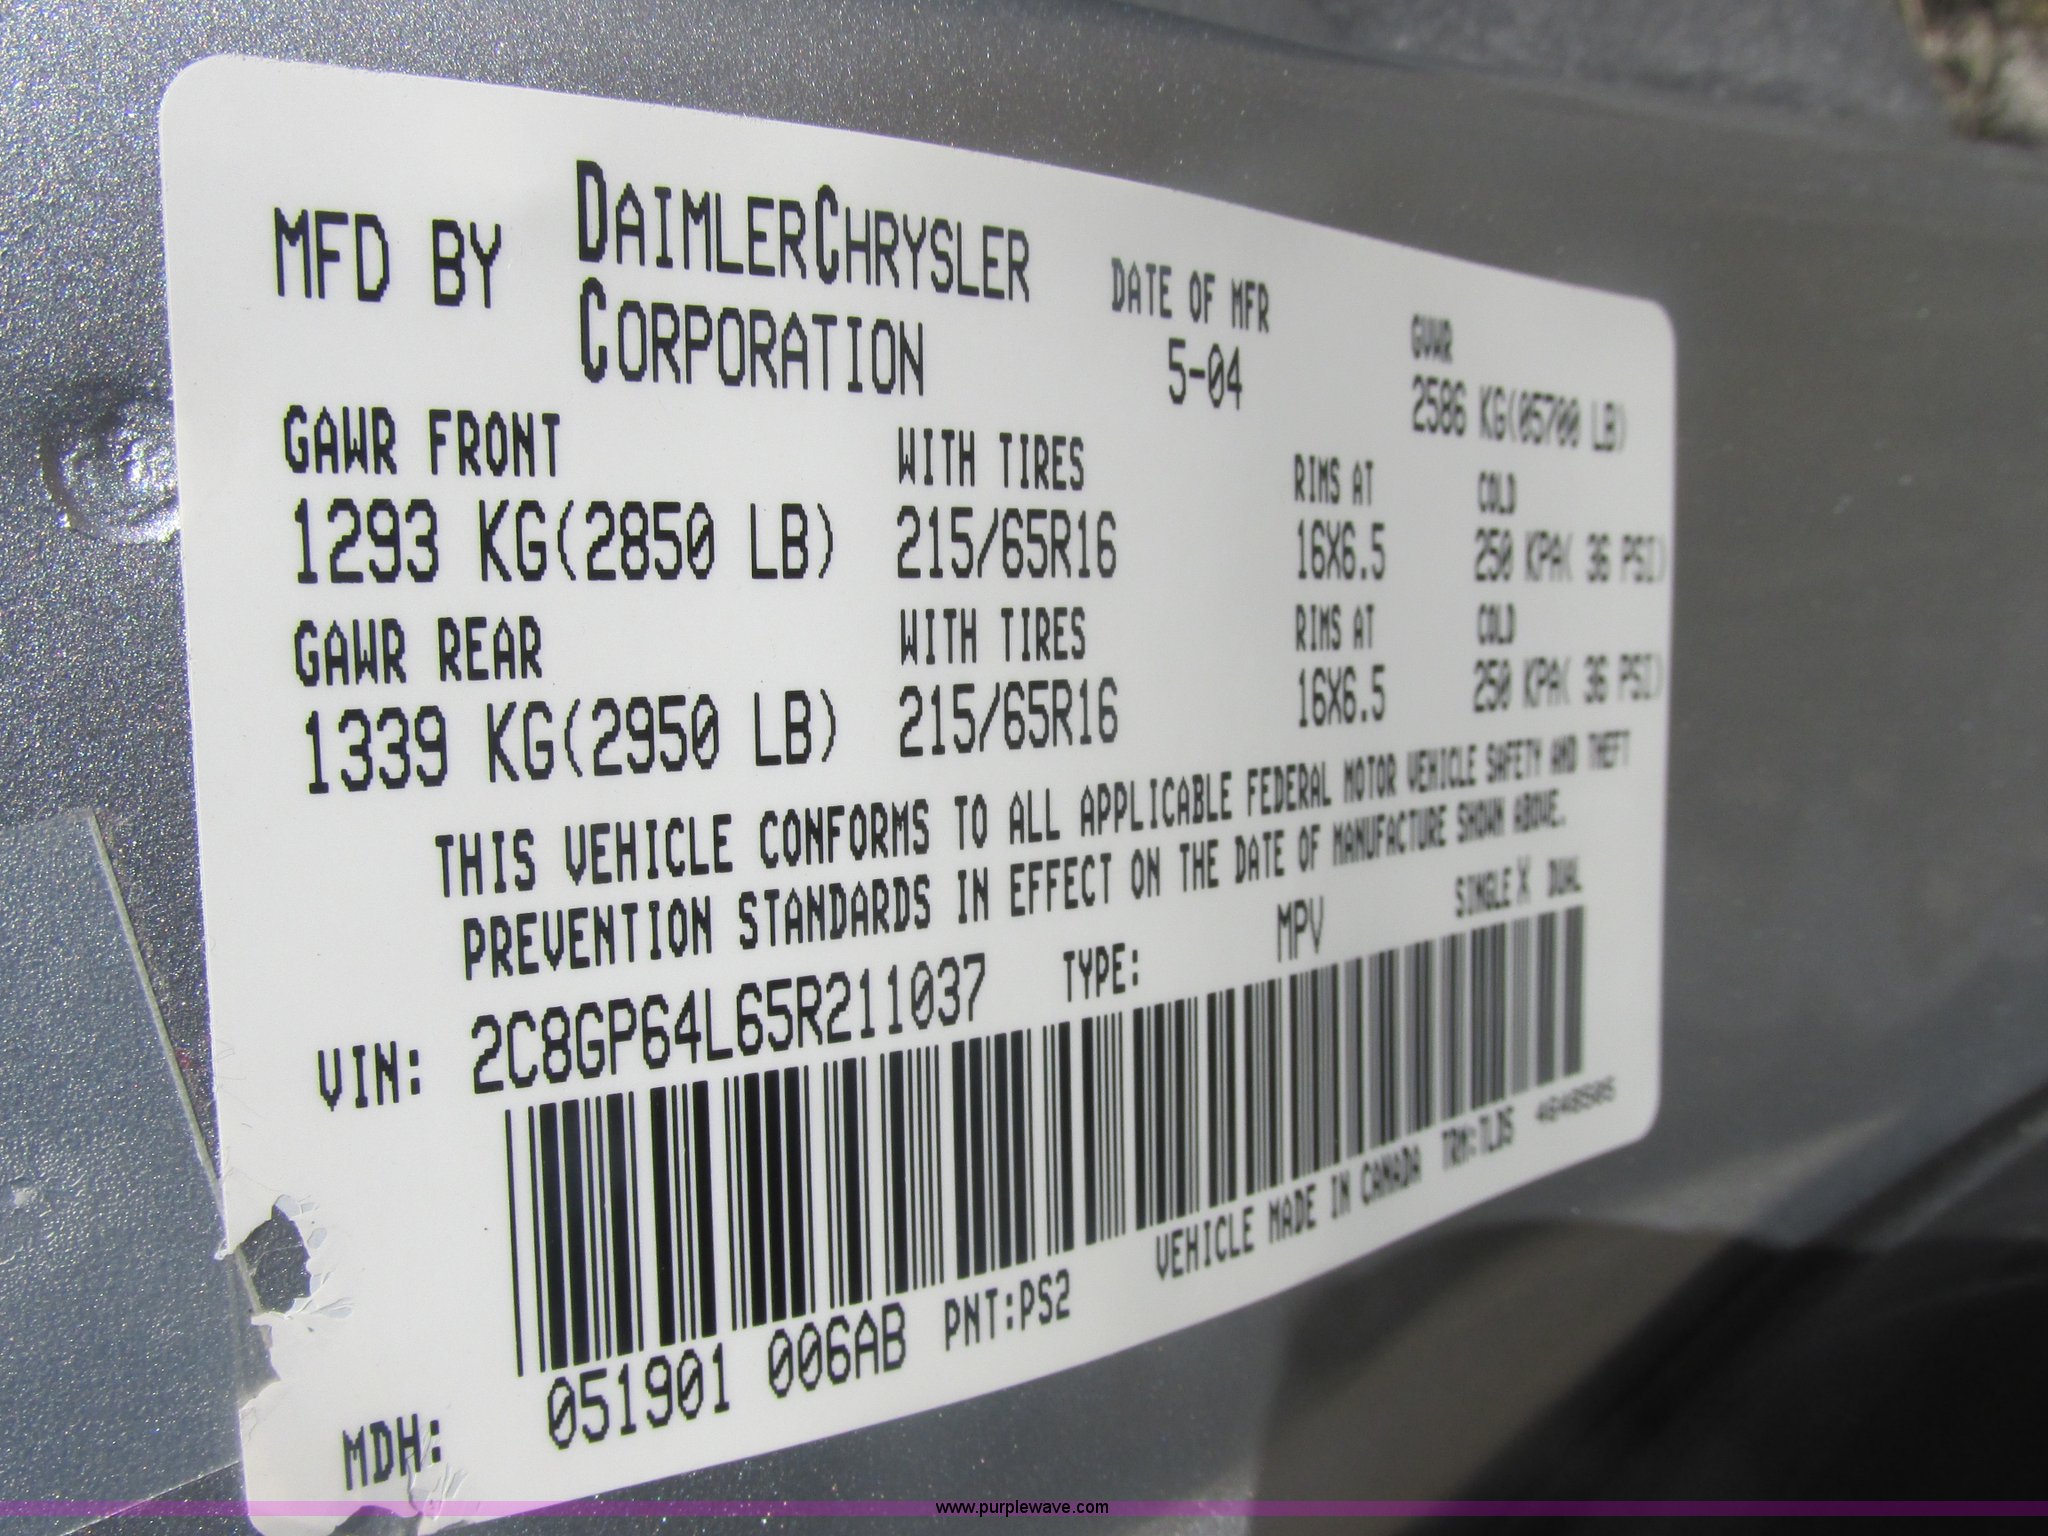 MFD BY DAIMLERCHRYSLER CORPORATION
DATE OF MFR
5-04
GVWR
2586 KG(05700 LB)
GAWR FRONT WITH TIRES RIMS AT COLD
1293 KG(2850 LB) 215/65R16 16X6.5 250 KPA( 36 PSI)
GAWR REAR WITH TIRES RIMS AT COLD
1339 KG(2950 LB) 215/65R16 16X6.5 250 KPA( 36 PSI)
THIS VEHICLE CONFORMS TO ALL APPLICABLE FEDERAL MOTOR VEHICLE SAFETY AND THEFT
PREVENTION STANDARDS IN EFFECT ON THE DATE OF MANUFACTURE SHOWN ABOVE.
VIN: 2C8GP64L65R211037 TYPE: MPV SINGLE X DUAL
VEHICLE MADE IN CANADA TRM:TLDS 4648505
MDH: 051901 006AB PNT:PS2
www.purplewave.com